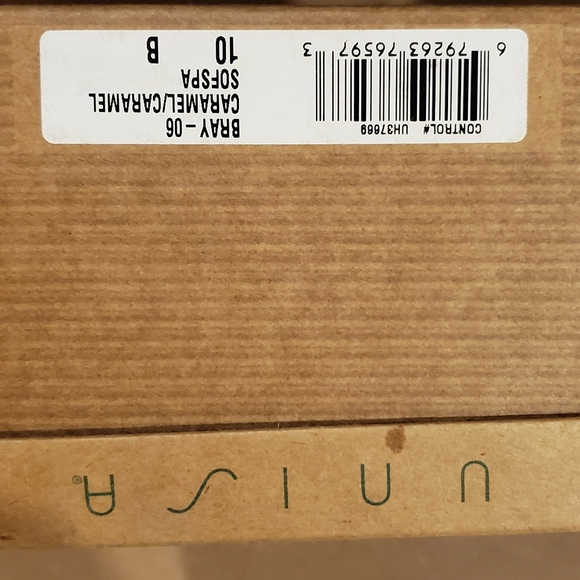 UNISA®
CONTROL# UH37669
6 79263 76597 3
BRAY-06
CARAMEL/CARAMEL
SOFSPA
10 B